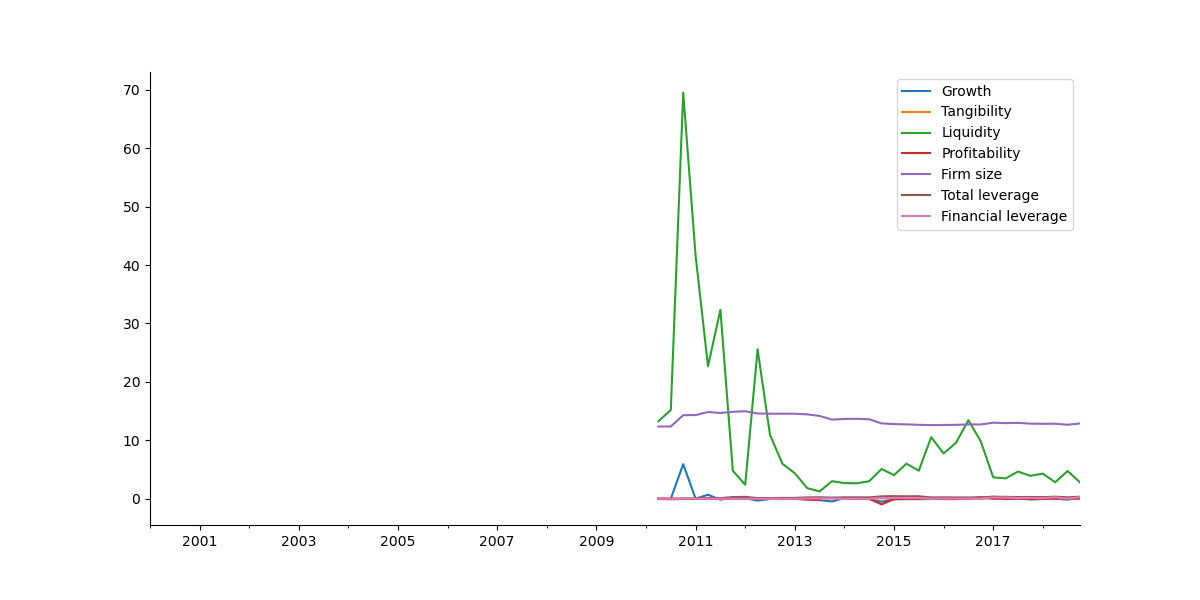 70
60
50
40
30
20
10
0
2001 2003 2005 2007 2009 2011 2013 2015 2017
Growth
Tangibility
Liquidity
Profitability
Firm size
Total leverage
Financial leverage